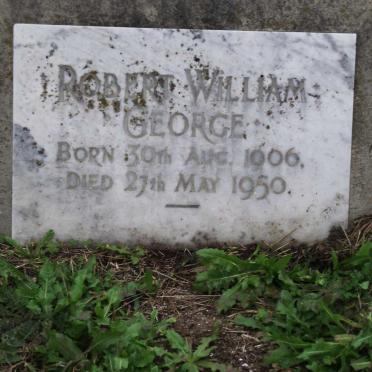 ROBERT WILLIAM
GEORGE
BORN 30th AUG. 1906.
DIED 27th MAY 1950.